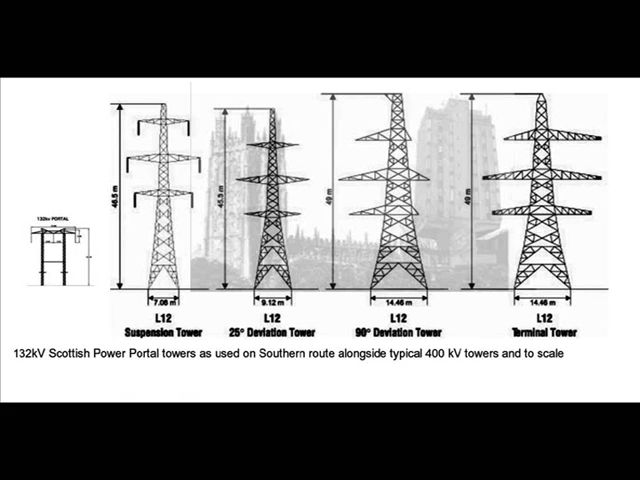 132kv PORTAL
46.5 m
45.5 m
49 m
49 m
7.08 m
9.12 m
14.46 m
14.46 m
L12
Suspension Tower
L12
25° Deviation Tower
L12
90° Deviation Tower
L12
Terminal Tower
132kV Scottish Power Portal towers as used on Southern route alongside typical 400 kV towers and to scale